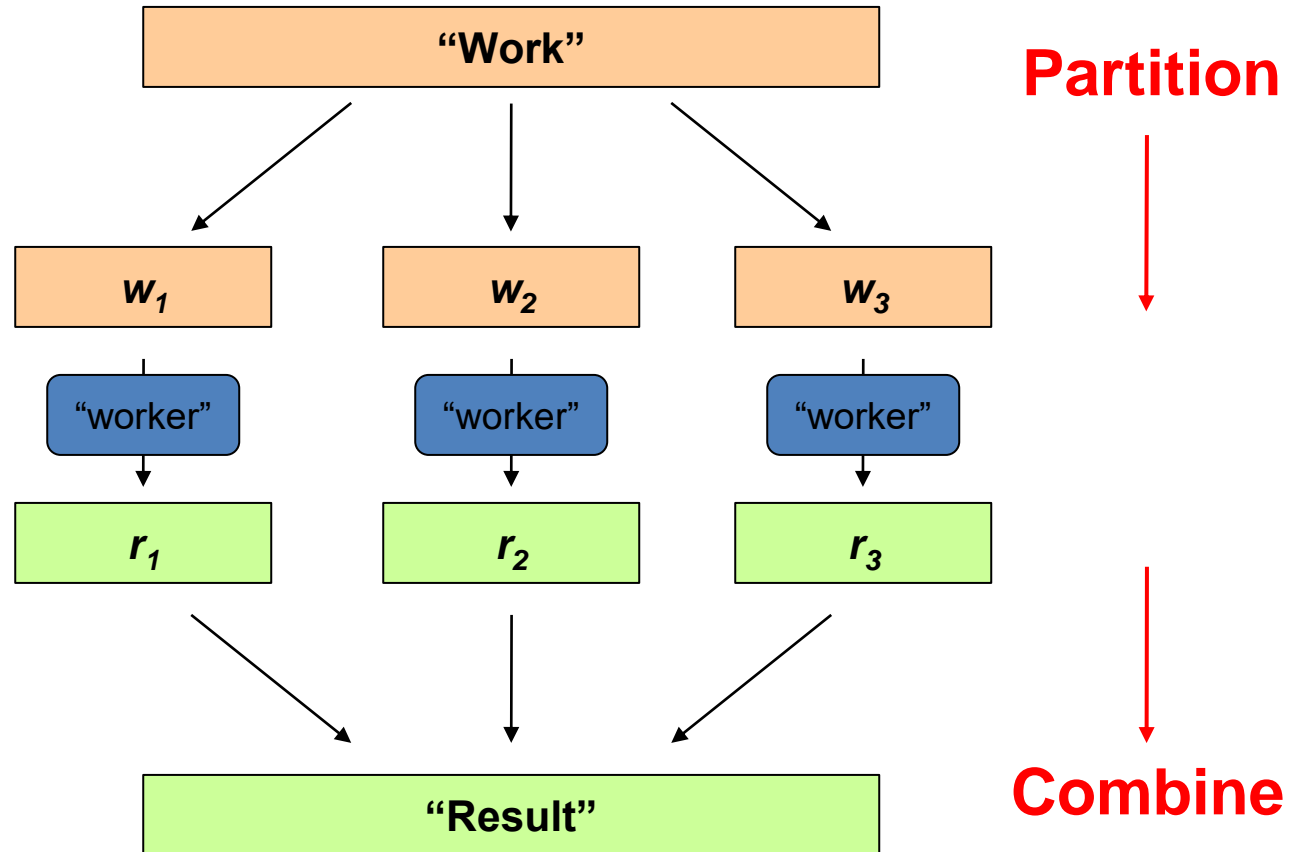 “Work”
Partition
w1
w2
w3
“worker”
“worker”
“worker”
r1
r2
r3
“Result”
Combine